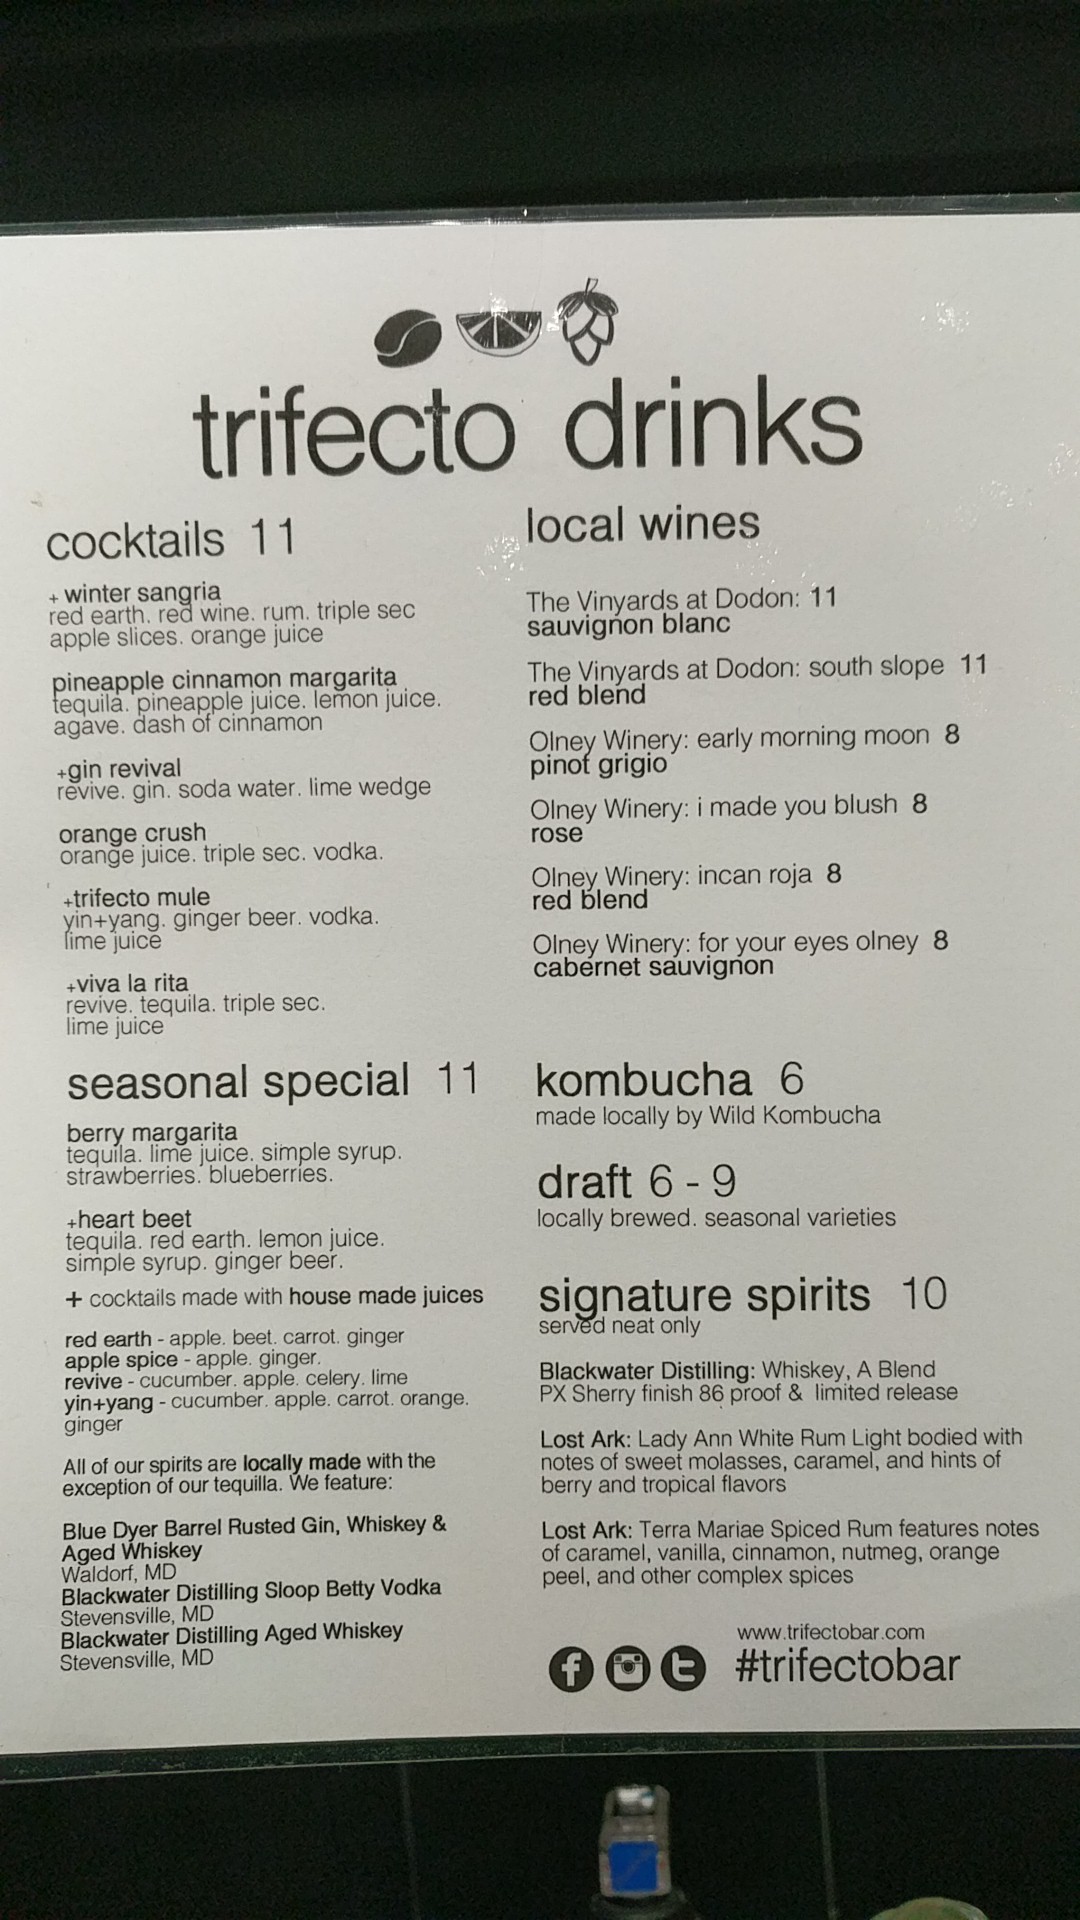 trifecto drinks
cocktails 11
+ winter sangria
red earth. red wine. rum. triple sec
apple slices. orange juice
pineapple cinnamon margarita
tequila. pineapple juice. lemon juice.
agave. dash of cinnamon
+gin revival
revive. gin. soda water. lime wedge
orange crush
orange juice. triple sec. vodka.
+trifecto mule
yin+yang. ginger beer. vodka.
lime juice
+viva la rita
revive. tequila. triple sec.
lime juice
seasonal special 11
berry margarita
tequila. lime juice. simple syrup.
strawberries. blueberries.
+heart beet
tequila. red earth. lemon juice.
simple syrup. ginger beer.
+ cocktails made with house made juices
red earth - apple. beet. carrot. ginger
apple spice - apple. ginger.
revive - cucumber. apple. celery. lime
yin+yang - cucumber. apple. carrot. orange.
ginger
All of our spirits are locally made with the
exception of our tequilla. We feature:
Blue Dyer Barrel Rusted Gin, Whiskey &
Aged Whiskey
Waldorf, MD
Blackwater Distilling Sloop Betty Vodka
Stevensville, MD
Blackwater Distilling Aged Whiskey
Stevensville, MD
local wines
The Vinyards at Dodon: 11
sauvignon blanc
The Vinyards at Dodon: south slope 11
red blend
Olney Winery: early morning moon 8
pinot grigio
Olney Winery: i made you blush 8
rose
Olney Winery: incan roja 8
red blend
Olney Winery: for your eyes olney 8
cabernet sauvignon
kombucha 6
made locally by Wild Kombucha
draft 6 - 9
locally brewed. seasonal varieties
signature spirits 10
served neat only
Blackwater Distilling: Whiskey, A Blend
PX Sherry finish 86 proof & limited release
Lost Ark: Lady Ann White Rum Light bodied with
notes of sweet molasses, caramel, and hints of
berry and tropical flavors
Lost Ark: Terra Mariae Spiced Rum features notes
of caramel, vanilla, cinnamon, nutmeg, orange
peel, and other complex spices
www.trifectobar.com
#trifectobar